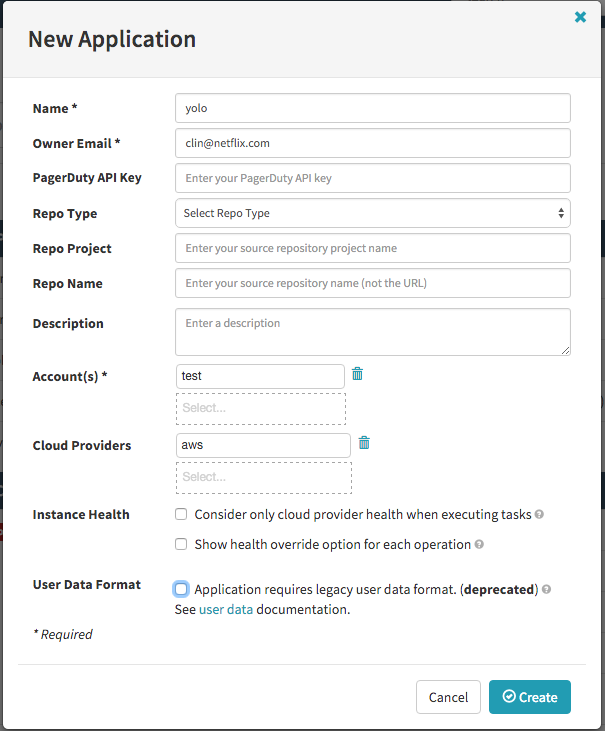 New Application
Name *
yolo
Owner Email *
clin@netflix.com
PagerDuty API Key
Enter your PagerDuty API key
Repo Type
Select Repo Type
Repo Project
Enter your source repository project name
Repo Name
Enter your source repository name (not the URL)
Description
Enter a description
Account(s) *
test
Select...
Cloud Providers
aws
Select...
Instance Health
Consider only cloud provider health when executing tasks
Show health override option for each operation
User Data Format
Application requires legacy user data format. (deprecated)
See user data documentation.
* Required
Cancel
Create